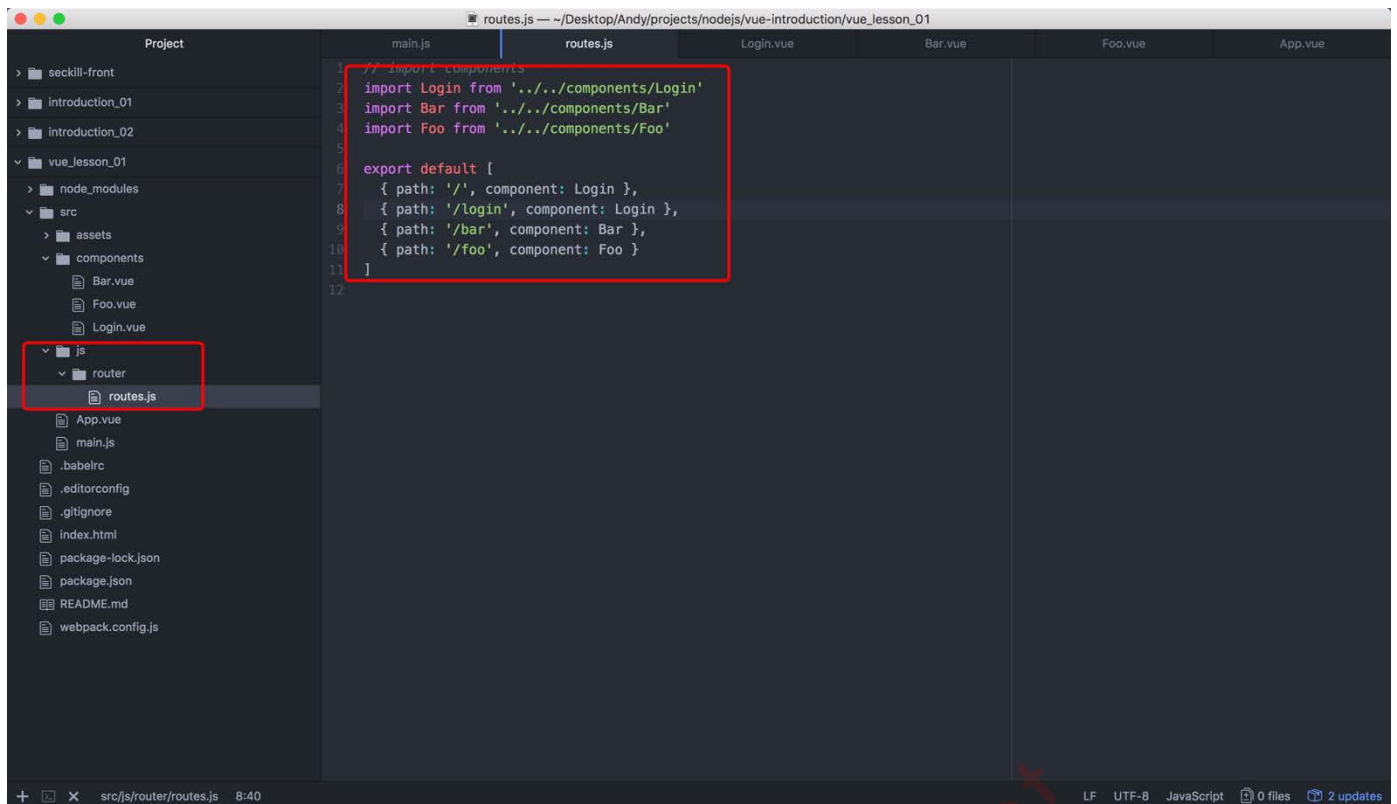 routes.js — ~/Desktop/Andy/projects/nodejs/vue-introduction/vue_lesson_01
Project
main.js
routes.js
Login.vue
Bar.vue
Foo.vue
App.vue
seckill-front
introduction_01
introduction_02
vue_lesson_01
node_modules
src
assets
components
Bar.vue
Foo.vue
Login.vue
js
router
routes.js
App.vue
main.js
.babelrc
.editorconfig
.gitignore
index.html
package-lock.json
package.json
README.md
webpack.config.js
1 // import components
2 import Login from '../../components/Login'
3 import Bar from '../../components/Bar'
4 import Foo from '../../components/Foo'
5
6 export default [
7 { path: '/', component: Login },
8 { path: '/login', component: Login },
9 { path: '/bar', component: Bar },
10 { path: '/foo', component: Foo }
11 ]
12
src/js/router/routes.js 8:40
LF UTF-8 JavaScript 0 files 2 updates